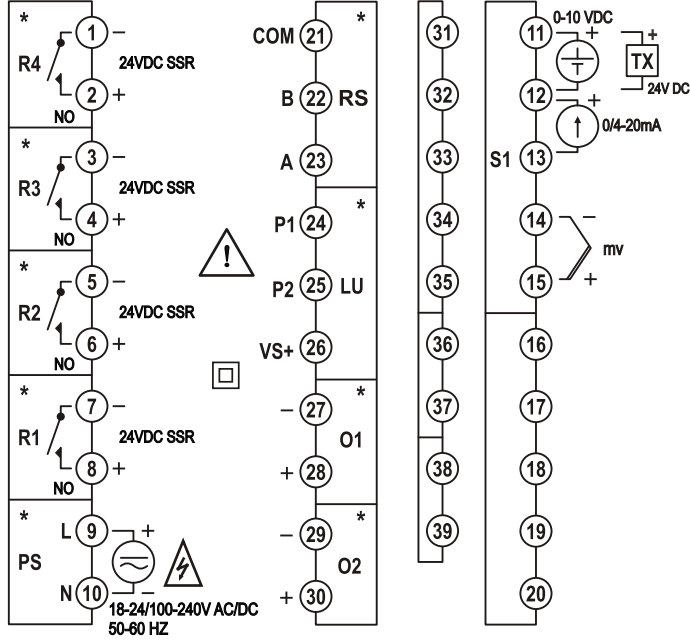 *
R4
1 −
24VDC SSR
2 +
NO
*
R3
3 −
24VDC SSR
4 +
NO
*
R2
5 −
24VDC SSR
6 +
NO
*
R1
7 −
24VDC SSR
8 +
NO
*
PS
L 9 +
N 10 −
18-24/100-240V AC/DC
50-60 HZ
!
*
COM 21
B 22 RS
A 23
*
P1 24
P2 25 LU
VS+ 26
*
− 27
O1
+ 28
*
− 29
O2
+ 30
31
32
33
34
35
36
37
38
39
0-10 VDC
11 +
+
TX
24V DC
12
+
0/4-20mA
S1 13
14 −
mv
15 +
16
17
18
19
20